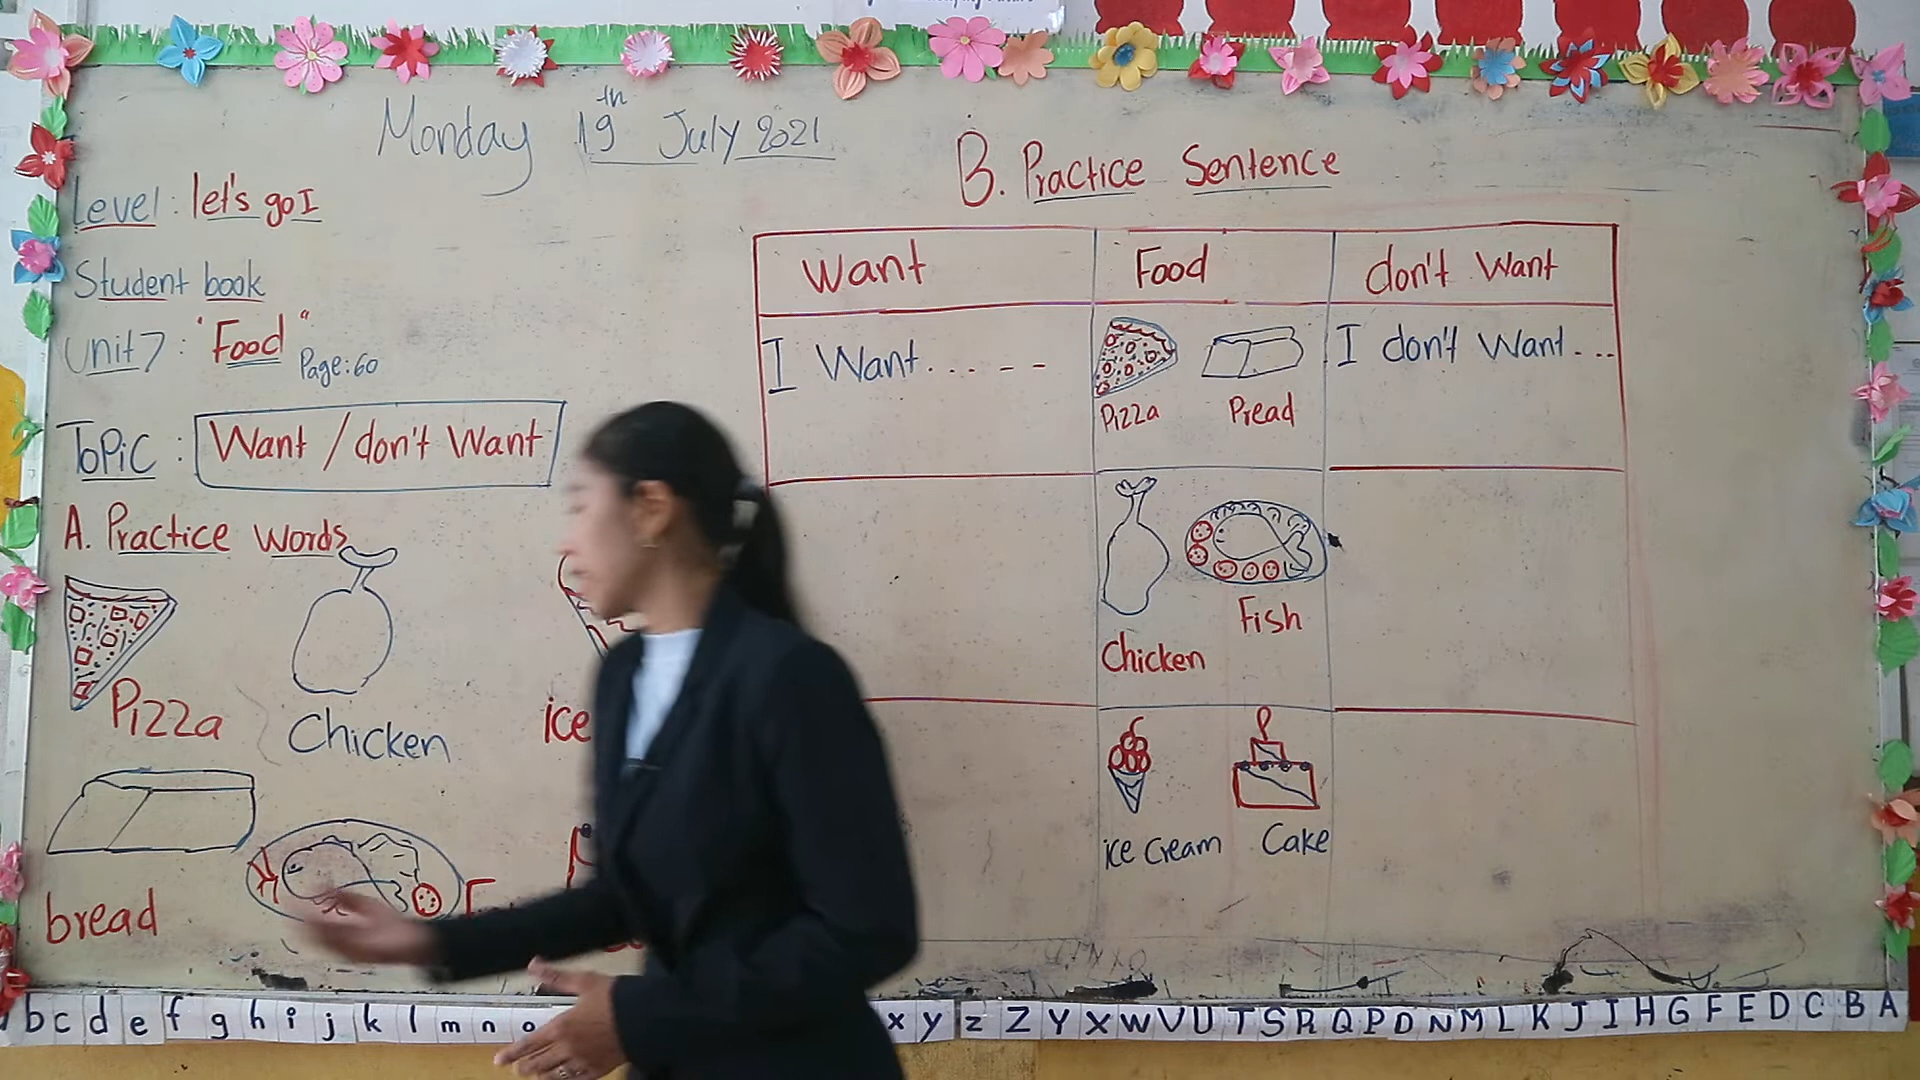 Monday 19th July 2021
Level: let's go I
Student book
Unit 7: "Food"
Page: 60
Topic: Want / don't Want
A. Practice words
Pizza
Chicken
ice
bread
B. Practice Sentence
Want Food don't Want
I Want..... I don't Want...
Pizza Pread
Chicken
Fish
ice cream Cake
b c d e f g h i j k l m n o x y z Z Y X W V U T S R Q P O N M L K J I H G F E D C B A